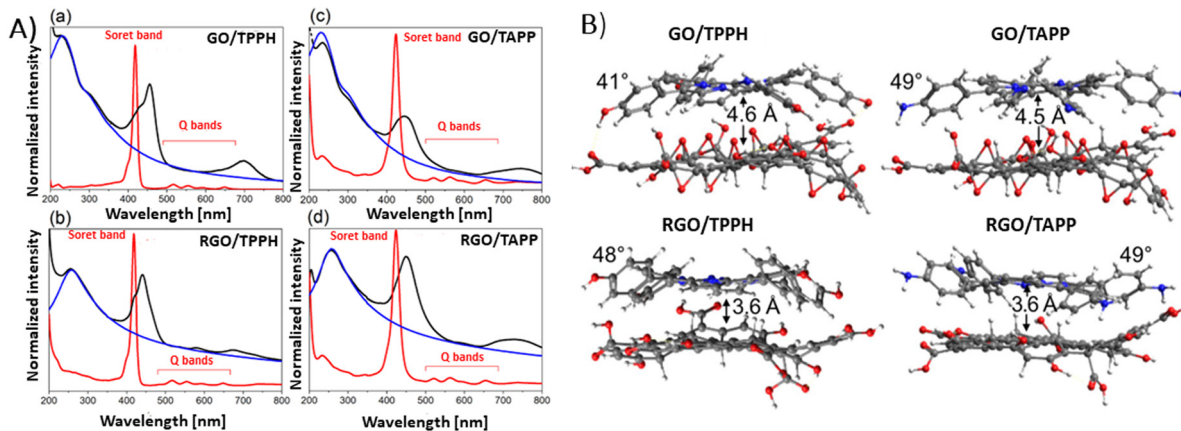 A)
(a)
GO/TPPH
Soret band
Q bands
Normalized intensity
200 300 400 500 600 700 800
Wavelength [nm]
(c)
GO/TAPP
Soret band
Q bands
Normalized intensity
200 300 400 500 600 700 800
Wavelength [nm]
(b)
RGO/TPPH
Soret band
Q bands
Normalized intensity
200 300 400 500 600 700 800
Wavelength [nm]
(d)
RGO/TAPP
Soret band
Q bands
Normalized intensity
200 300 400 500 600 700 800
Wavelength [nm]
B)
GO/TPPH
41°
4.6 Å
GO/TAPP
49°
4.5 Å
RGO/TPPH
48°
3.6 Å
RGO/TAPP
49°
3.6 Å